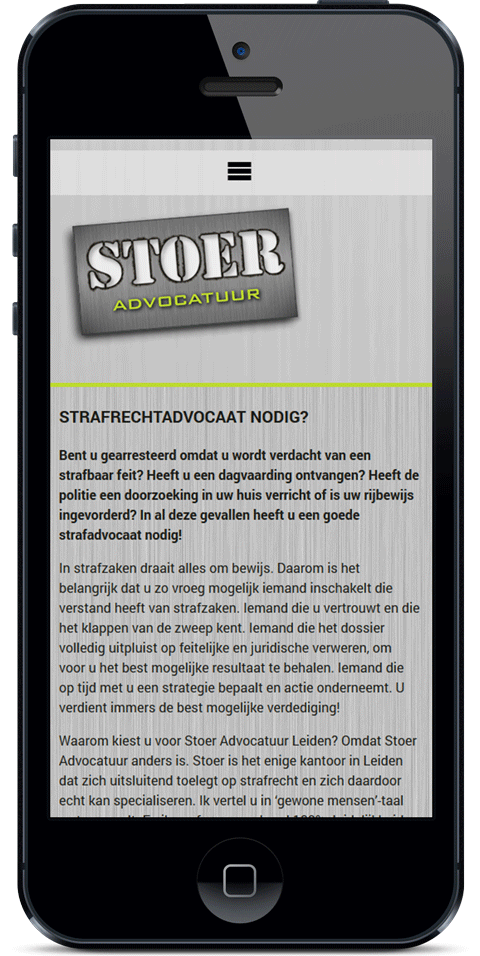 STOER
ADVOCATUUR
STRAFRECHTADVOCAAT NODIG?
Bent u gearresteerd omdat u wordt verdacht van een
strafbaar feit? Heeft u een dagvaarding ontvangen? Heeft de
politie een doorzoeking in uw huis verricht of is uw rijbewijs
ingevorderd? In al deze gevallen heeft u een goede
strafadvocaat nodig!
In strafzaken draait alles om bewijs. Daarom is het
belangrijk dat u zo vroeg mogelijk iemand inschakelt die
verstand heeft van strafzaken. Iemand die u vertrouwt en die
het klappen van de zweep kent. Iemand die het dossier
volledig uitpluist op feitelijke en juridische verweren, om
voor u het best mogelijke resultaat te behalen. Iemand die
op tijd met u een strategie bepaalt en actie onderneemt. U
verdient immers de best mogelijke verdediging!
Waarom kiest u voor Stoer Advocatuur Leiden? Omdat Stoer
Advocatuur anders is. Stoer is het enige kantoor in Leiden
dat zich uitsluitend toelegt op strafrecht en zich daardoor
echt kan specialiseren. Ik vertel u in ‘gewone mensen’-taal